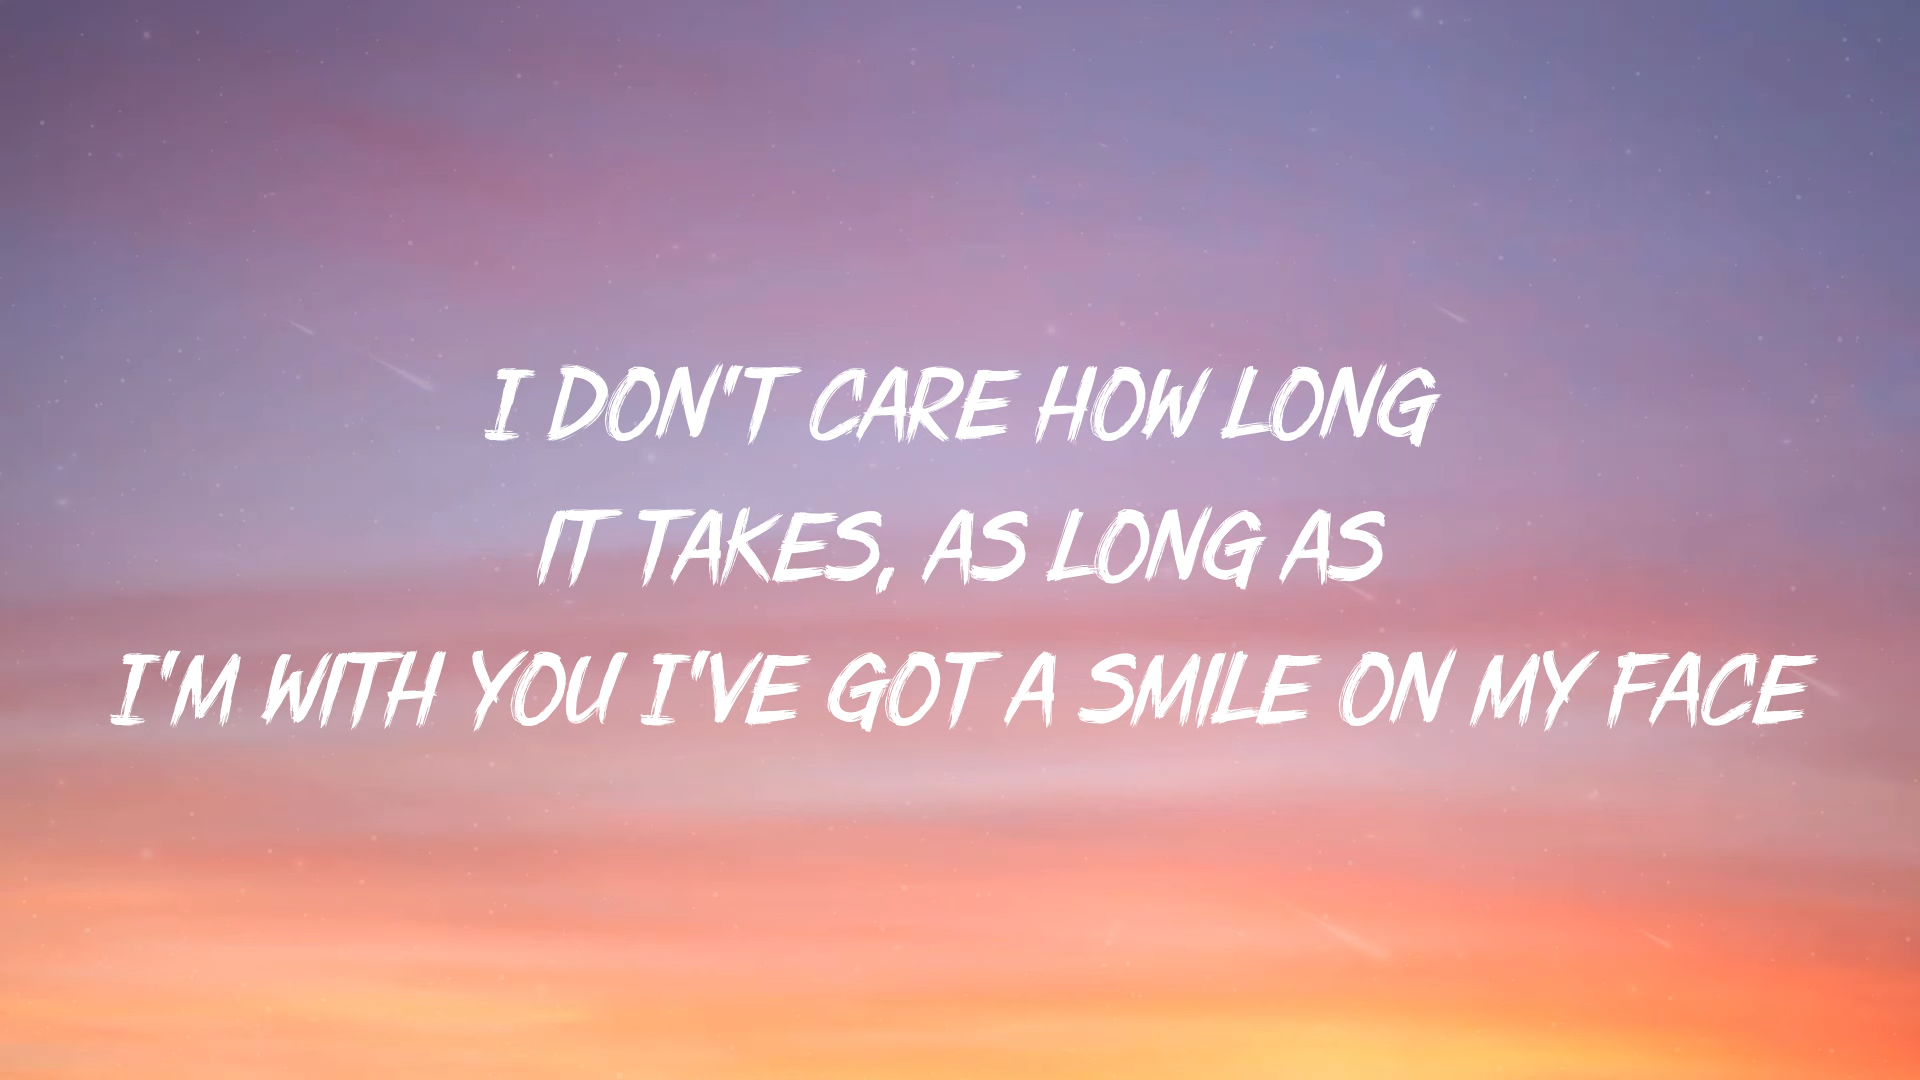 I DON'T CARE HOW LONG
IT TAKES, AS LONG AS
I'M WITH YOU I'VE GOT A SMILE ON MY FACE